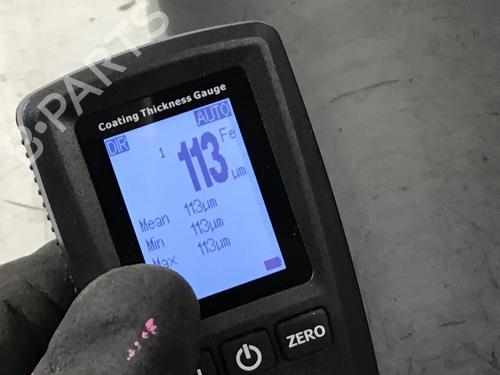 B-PARTS
Coating Thickness Gauge
DIR AUTO
1 113 Fe
µm
Mean 113µm
Min 113µm
Max 113µm
ZERO